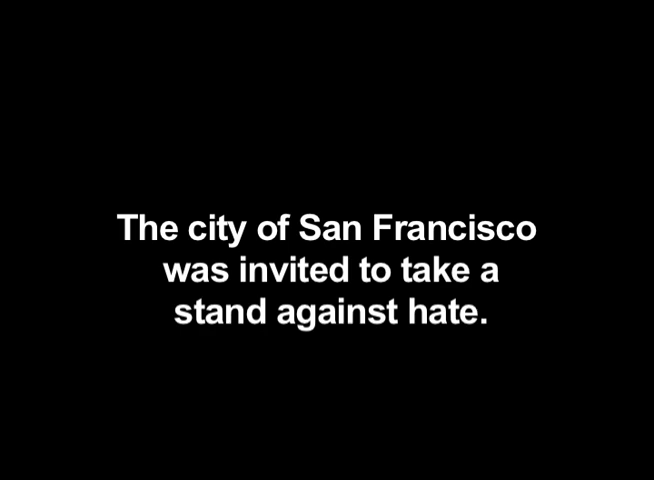 The city of San Francisco
was invited to take a
stand against hate.